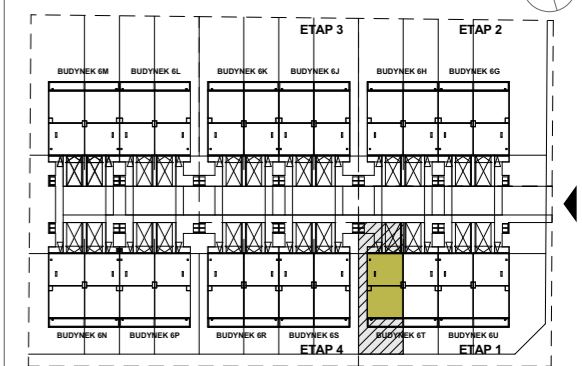 ETAP 3 ETAP 2
BUDYNEK 6M BUDYNEK 6L BUDYNEK 6K BUDYNEK 6J BUDYNEK 6H BUDYNEK 6G
BUDYNEK 6N BUDYNEK 6P BUDYNEK 6R BUDYNEK 6S BUDYNEK 6T BUDYNEK 6U
ETAP 4 ETAP 1